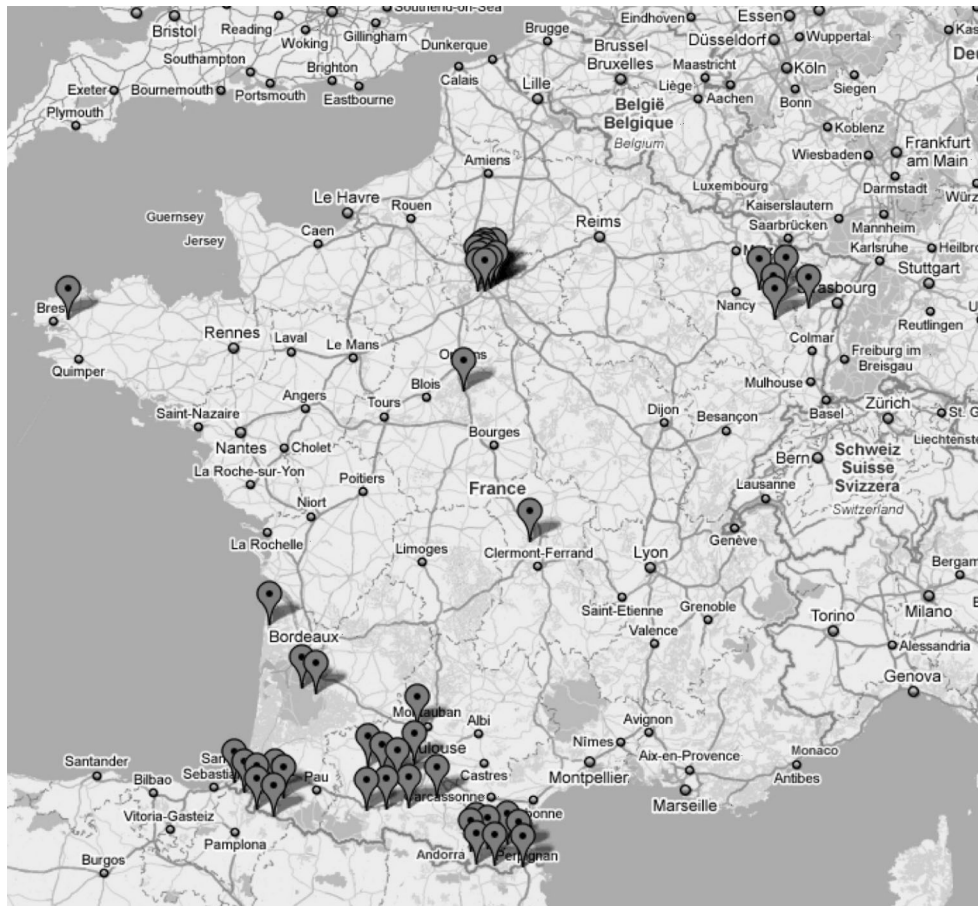 Bristol
Reading
Woking
Gillingham
Southend-on-Sea
Southampton
Brighton
Exeter
Bournemouth
Portsmouth
Eastbourne
Plymouth
Dunkerque
Calais
Lille
Brugge
Brussel
Bruxelles
België
Belgique
Belgium
Eindhoven
Maastricht
Liège
Aachen
Essen
Düsseldorf
Wuppertal
Köln
Bonn
Siegen
Koblenz
Wiesbaden
Frankfurt
am Main
Darmstadt
Luxembourg
Kaiserslautern
Saarbrücken
Mannheim
Karlsruhe
Stuttgart
Reutlingen
Amiens
Le Havre
Rouen
Reims
Guernsey
Jersey
Caen
Nancy
Colmar
Freiburg im
Breisgau
Mulhouse
Basel
Zürich
Quimper
Rennes
Laval
Le Mans
Blois
Angers
Tours
Saint-Nazaire
Nantes
Cholet
Bourges
Dijon
Besançon
Bern
Schweiz
Suisse
Svizzera
Switzerland
Lausanne
Genève
La Roche-sur-Yon
Poitiers
Niort
France
La Rochelle
Limoges
Clermont-Ferrand
Lyon
Saint-Etienne
Grenoble
Valence
Torino
Milano
Alessandria
Genova
Bordeaux
Albi
Avignon
Nîmes
Aix-en-Provence
Monaco
Antibes
Castres
Montpellier
Marseille
Santander
Bilbao
Pau
Vitoria-Gasteiz
Pamplona
Burgos
Andorra
Perpignan